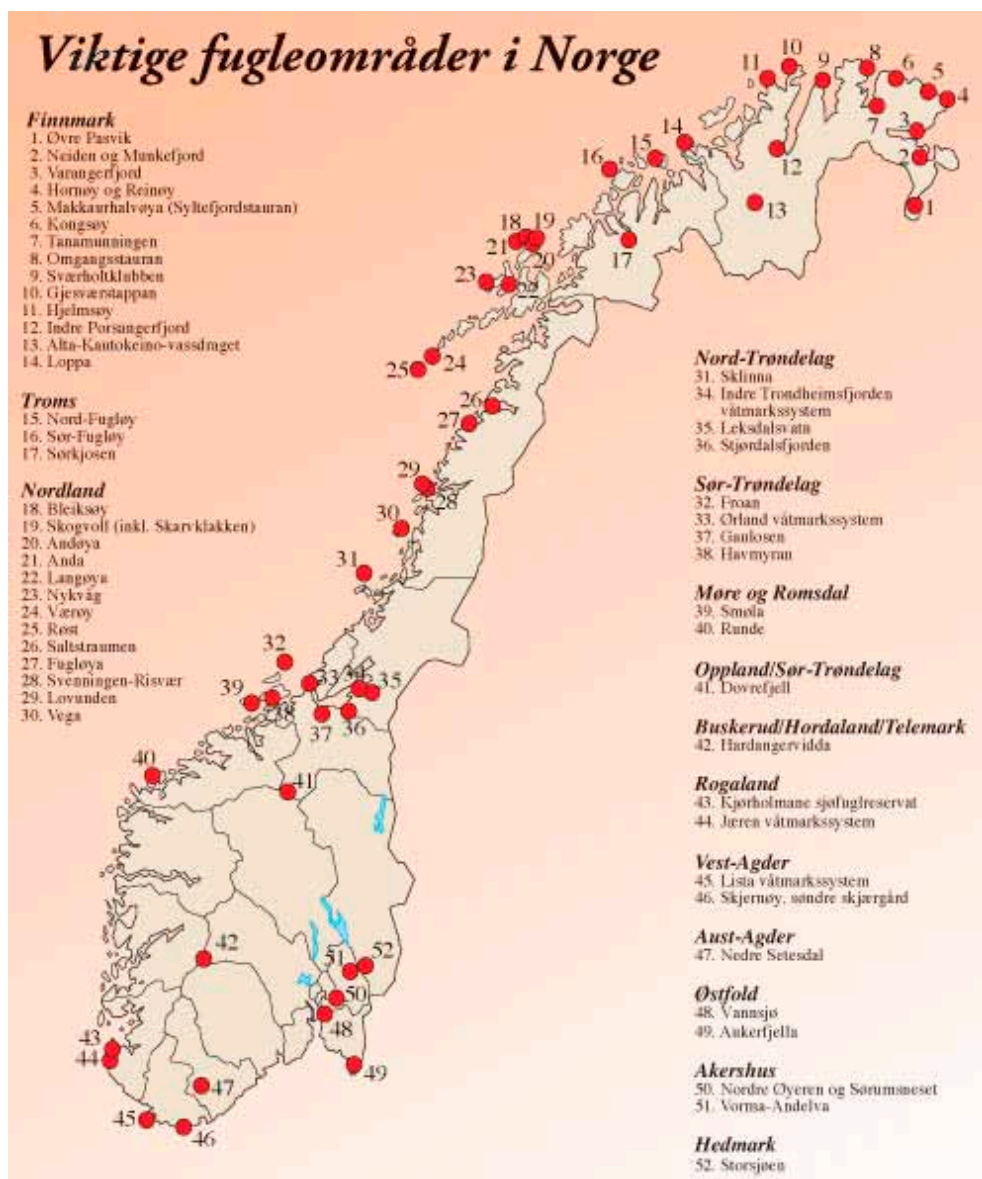 Viktige fugleområder i Norge
Finnmark
1. Øvre Pasvik
2. Neiden og Munkefjord
3. Varangerfjord
4. Hornøy og Reinøy
5. Makkaurhalvøya (Syltefjordstauran)
6. Kongsøy
7. Tanamunningen
8. Omgangsstauran
9. Sværholtklubben
10. Gjesværstappan
11. Hjelmsøy
12. Indre Porsangerfjord
13. Alta-Kautokeino-vassdraget
14. Loppa
Troms
15. Nord-Fugløy
16. Sør-Fugløy
17. Sørkjosen
Nordland
18. Bleiksøy
19. Skogvoll (inkl. Skarvklakken)
20. Andøya
21. Anda
22. Langøya
23. Nykvåg
24. Værøy
25. Røst
26. Saltstraumen
27. Fugløya
28. Svenningen-Risvær
29. Lovunden
30. Vega
Nord-Trøndelag
31. Sklinna
34. Indre Trondheimsfjorden
våtmarkssystem
35. Leksdalsvatn
36. Stjørdalsfjorden
Sør-Trøndelag
32. Froan
33. Ørland våtmarkssystem
37. Gaulosen
38. Havmyran
Møre og Romsdal
39. Smøla
40. Runde
Oppland/Sør-Trøndelag
41. Dovrefjell
Buskerud/Hordaland/Telemark
42. Hardangervidda
Rogaland
43. Kjørholmane sjøfuglreservat
44. Jæren våtmarkssystem
Vest-Agder
45. Lista våtmarkssystem
46. Skjernøy, søndre skjærgård
Aust-Agder
47. Nedre Setesdal
Østfold
48. Vannsjø
49. Ankerfjella
Akershus
50. Nordre Øyeren og Sørumsneset
51. Vorma-Andelva
Hedmark
52. Storsjøen
10
11
9
8
6
5
4
7
3
2
1
12
13
14
15
16
17
18
19
21
20
23
22
24
25
26
27
29
28
30
31
32
33
34
35
39
38
37
36
40
41
42
51
52
50
48
49
43
44
47
45
46